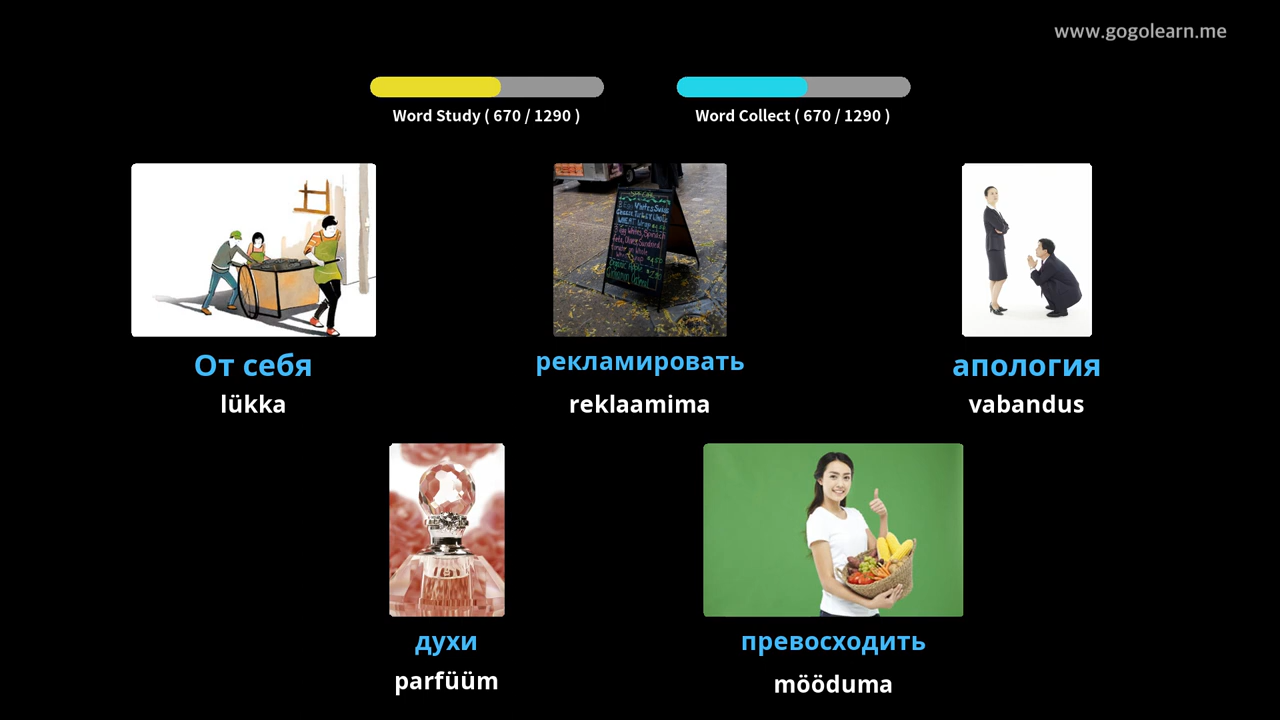 www.gogolearn.me
Word Study ( 670 / 1290 )
Word Collect ( 670 / 1290 )
От себя
lükka
рекламировать
reklaamima
апология
vabandus
духи
parfüüm
превосходить
mööduma